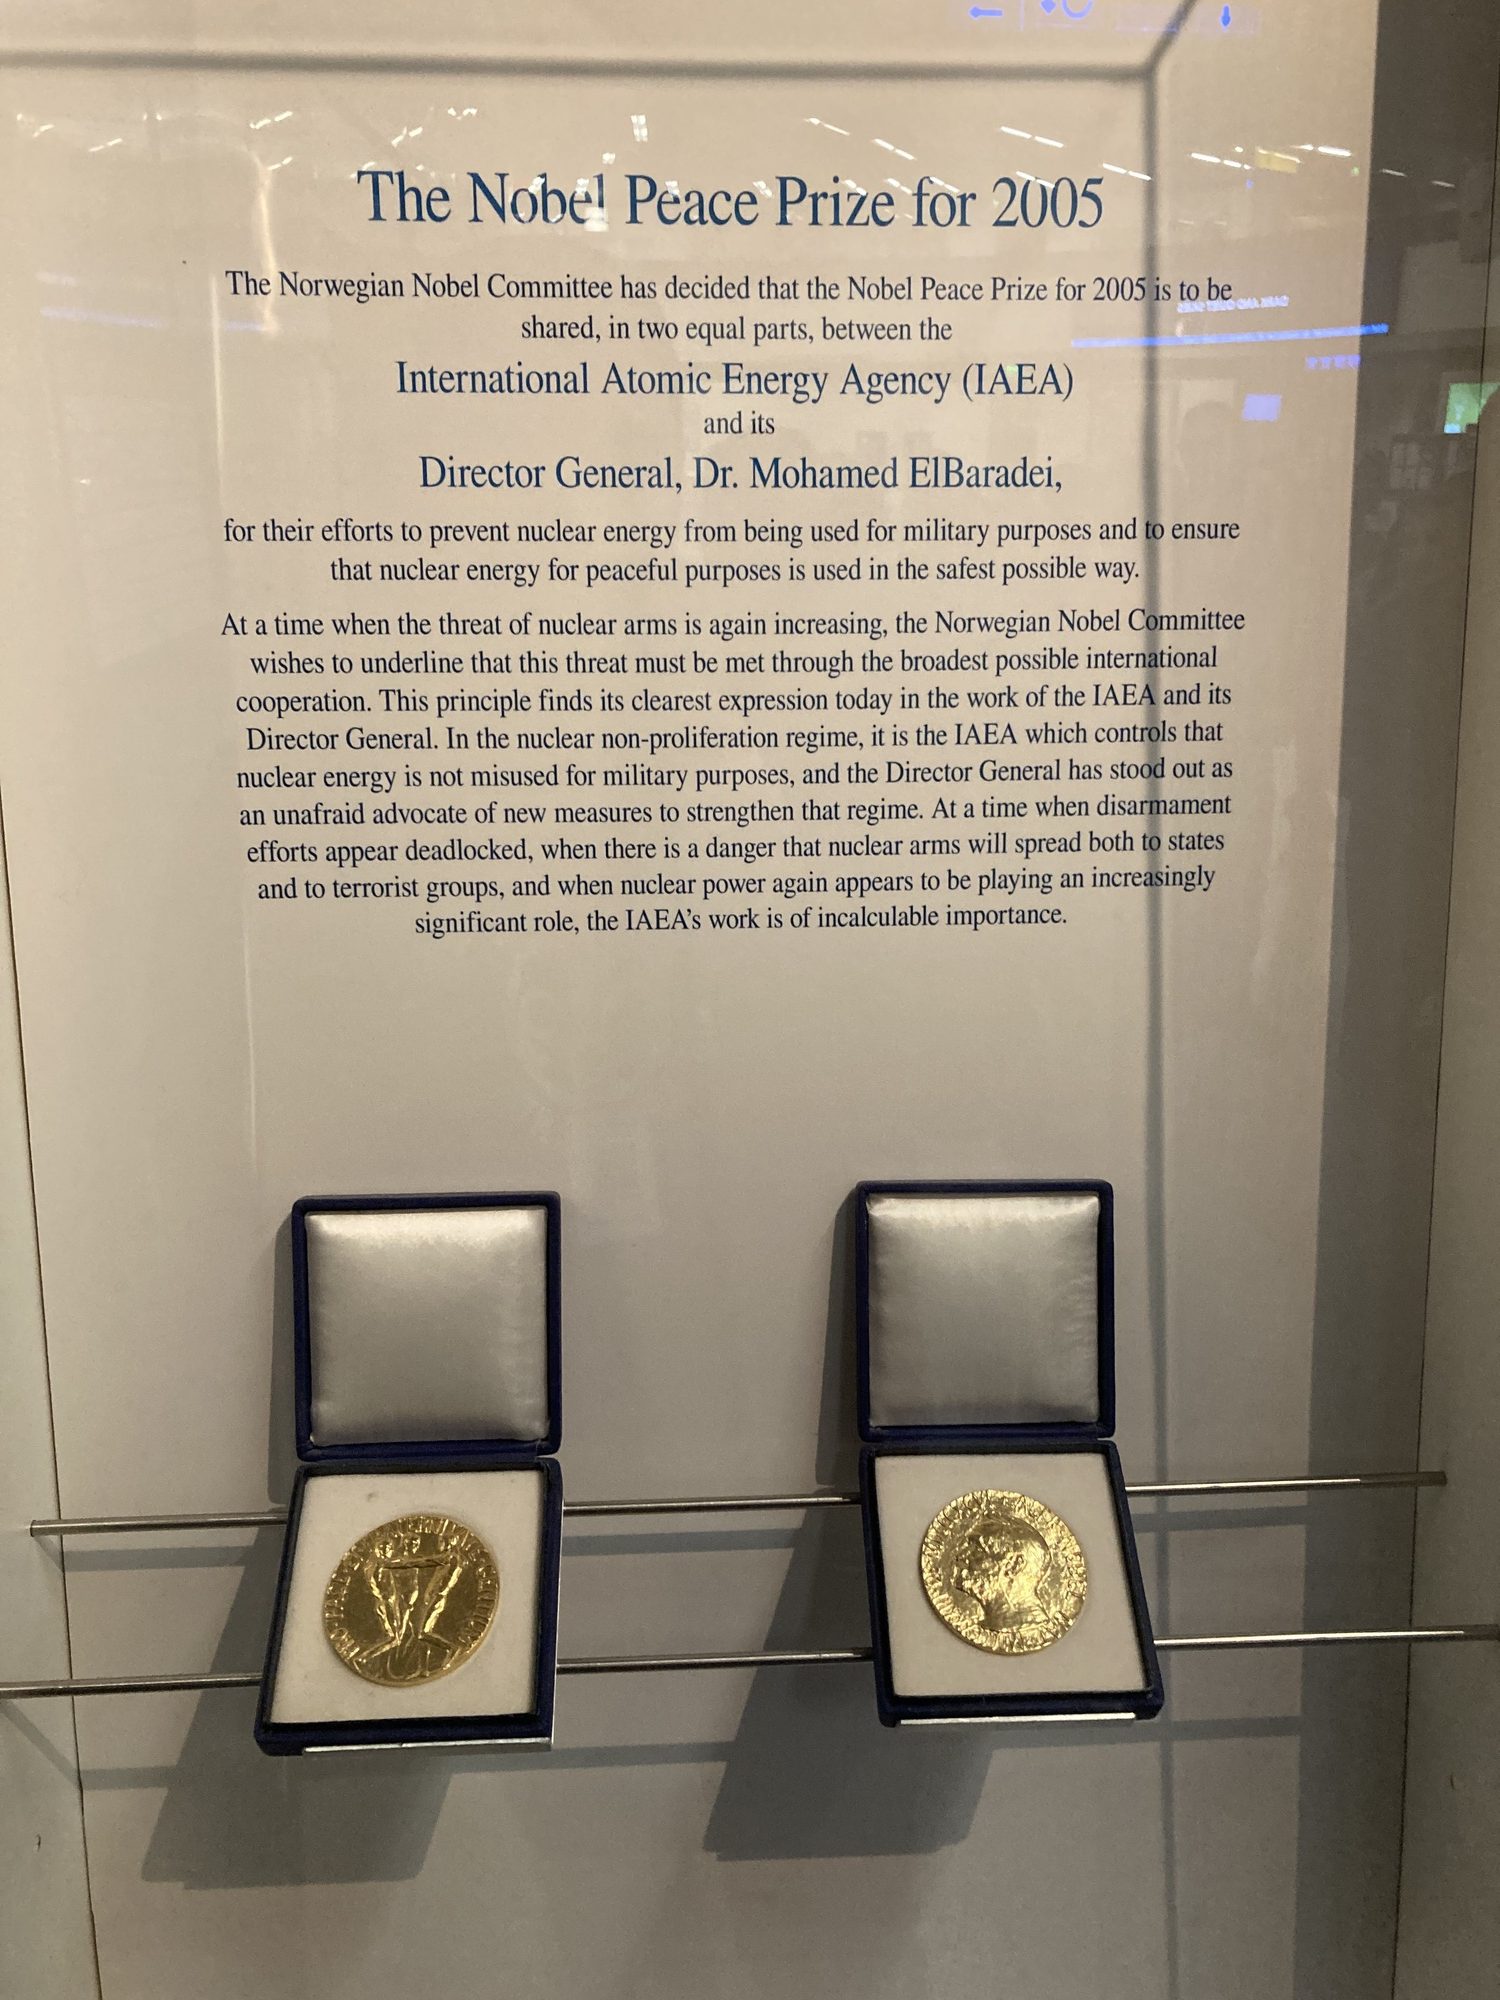 The Nobel Peace Prize for 2005
The Norwegian Nobel Committee has decided that the Nobel Peace Prize for 2005 is to be
shared, in two equal parts, between the
International Atomic Energy Agency (IAEA)
and its
Director General, Dr. Mohamed ElBaradei,
for their efforts to prevent nuclear energy from being used for military purposes and to ensure
that nuclear energy for peaceful purposes is used in the safest possible way.
At a time when the threat of nuclear arms is again increasing, the Norwegian Nobel Committee
wishes to underline that this threat must be met through the broadest possible international
cooperation. This principle finds its clearest expression today in the work of the IAEA and its
Director General. In the nuclear non-proliferation regime, it is the IAEA which controls that
nuclear energy is not misused for military purposes, and the Director General has stood out as
an unafraid advocate of new measures to strengthen that regime. At a time when disarmament
efforts appear deadlocked, when there is a danger that nuclear arms will spread both to states
and to terrorist groups, and when nuclear power again appears to be playing an increasingly
significant role, the IAEA's work is of incalculable importance.